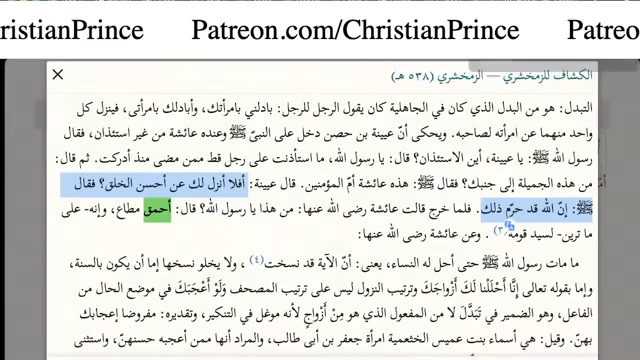 ristianPrince Patreon.com/ChristianPrince Patreo
الكشاف للزمخشري — الزمخشري (٥٣٨ هـ)
التبدل: هو من البدل الذي كان في الجاهلية كان يقول الرجل للرجل: بادلني بامرأتك، وأبادلك بامرأتى، فينزل كل
واحد منهما عن امرأته لصاحبه. ويحكى أنّ عيينة بن حصن دخل على النبىّ ﷺ وعنده عائشة من غير استئذان، فقال
رسول الله ﷺ: يا عيينة، أين الاستئذان؟ قال: يا رسول الله، ما استأذنت على رجل قط ممن مضى منذ أدركت. ثم قال:
من هذه الجميلة إلى جنبك؟ فقال ﷺ: هذه عائشة أمّ المؤمنين. قال عيينة: أفلا أنزل لك عن أحسن الخلق؟ فقال
ﷺ: إنّ الله قد حرّم ذلك. فلما خرج قالت عائشة رضى الله عنها: من هذا يا رسول الله؟ قال: أحمق مطاع، وإنه- على
ما ترين- لسيد قومه (٣) . وعن عائشة رضى الله عنها:
ما مات رسول الله ﷺ حتى أحل له النساء، يعنى: أنّ الآية قد نسخت (٤) ، ولا يخلو نسخها إما أن يكون بالسنة،
وإما بقوله تعالى إِنَّا أَحْلَلْنا لَكَ أَزْواجَكَ وترتيب النزول ليس على ترتيب المصحف وَلَوْ أَعْجَبَكَ في موضع الحال من
الفاعل، وهو الضمير في تَبَدَّلَ لا من المفعول الذي هو مِنْ أَزْواجٍ لأنه موغل في التنكير، وتقديره: مفروضا إعجابك
بهنّ. وقيل: هي أسماء بنت عميس الخثعمية امرأة جعفر بن أبى طالب، والمراد أنها ممن أعجبه حسنهنّ، واستثنى